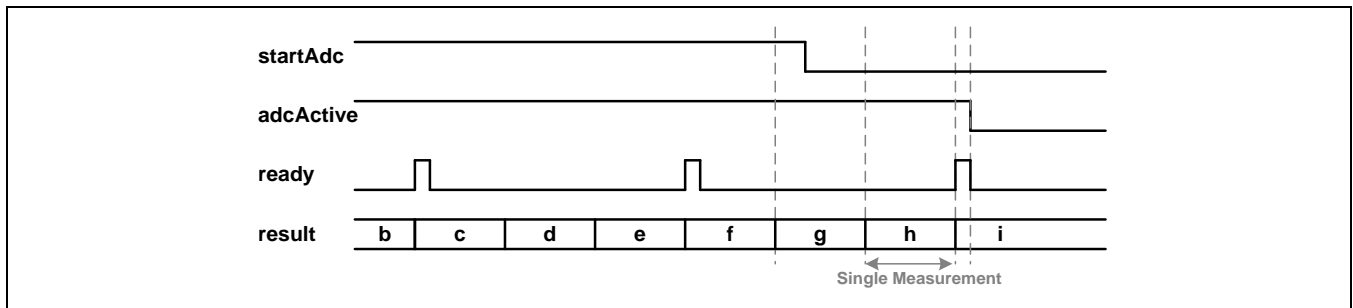 startAdc
adcActive
ready
result b c d e f g h i
Single Measurement